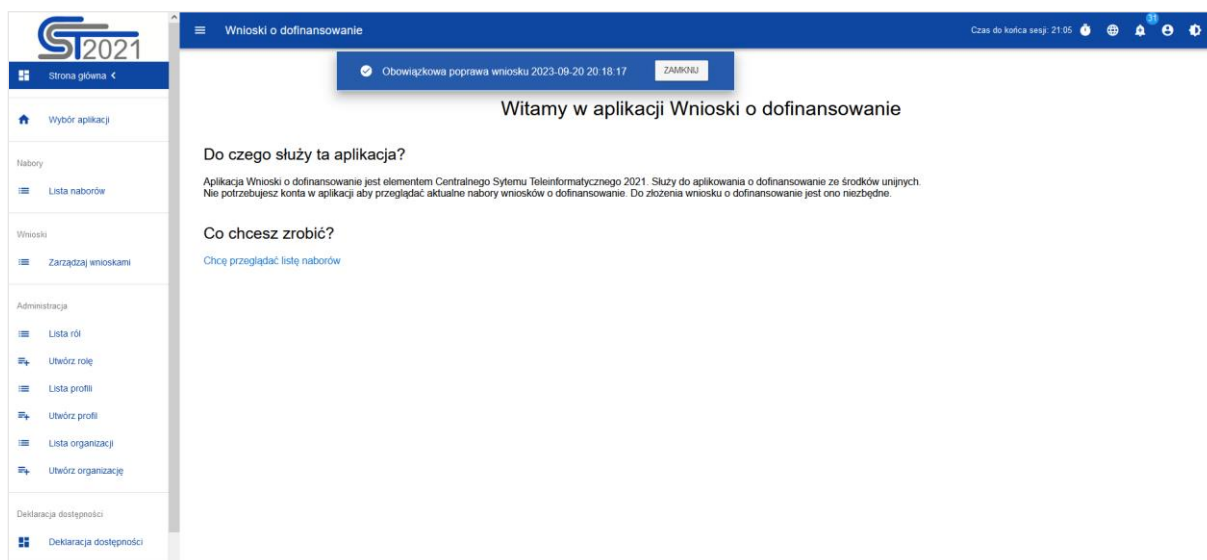 CST2021
Wnioski o dofinansowanie
Czas do końca sesji: 21:05
31
Strona główna
Obowiązkowa poprawa wniosku 2023-09-20 20:18:17
ZAMKNIJ
Witamy w aplikacji Wnioski o dofinansowanie
Wybór aplikacji
Nabory
Lista naborów
Wnioski
Zarządzaj wnioskami
Administracja
Lista ról
Utwórz rolę
Lista profili
Utwórz profil
Lista organizacji
Utwórz organizację
Deklaracja dostępności
Deklaracja dostępności
Do czego służy ta aplikacja?
Aplikacja Wnioski o dofinansowanie jest elementem Centralnego Sytemu Teleinformatycznego 2021. Służy do aplikowania o dofinansowanie ze środków unijnych.
Nie potrzebujesz konta w aplikacji aby przeglądać aktualne nabory wniosków o dofinansowanie. Do złożenia wniosku o dofinansowanie jest ono niezbędne.
Co chcesz zrobić?
Chcę przeglądać listę naborów